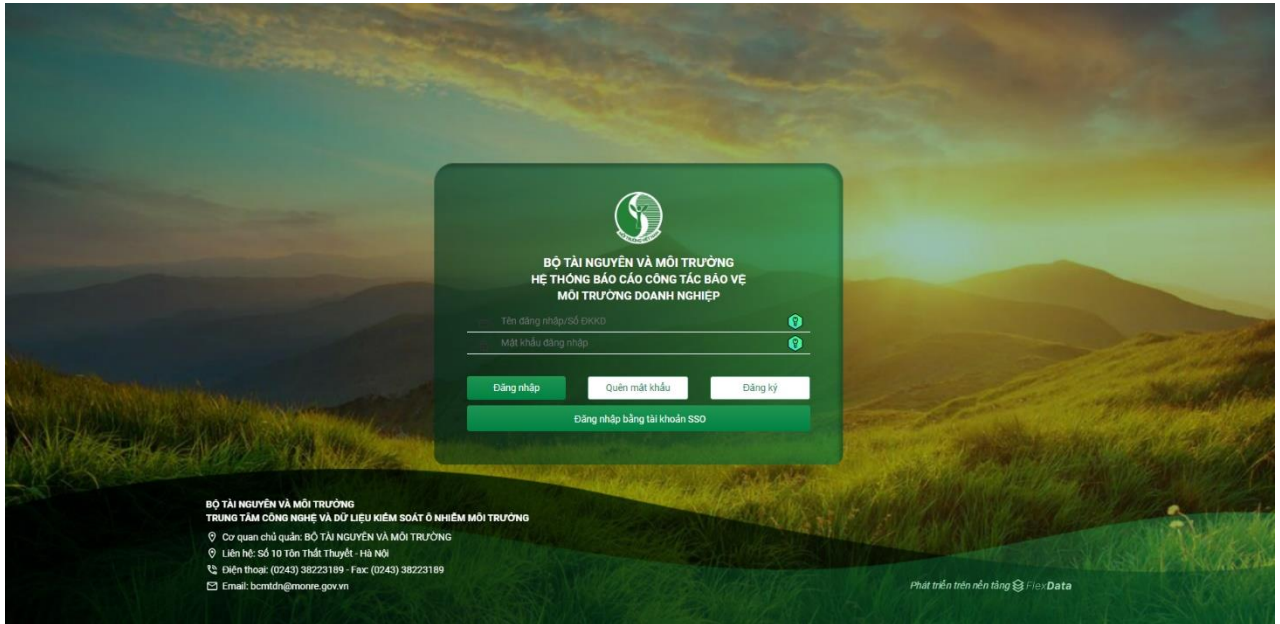 MÔI TRƯỜNG VIỆT NAM
BỘ TÀI NGUYÊN VÀ MÔI TRƯỜNG
HỆ THỐNG BÁO CÁO CÔNG TÁC BẢO VỆ
MÔI TRƯỜNG DOANH NGHIỆP
Tên đăng nhập/Số ĐKKD
Mật khẩu đăng nhập
Đăng nhập
Quên mật khẩu
Đăng ký
Đăng nhập bằng tài khoản SSO
BỘ TÀI NGUYÊN VÀ MÔI TRƯỜNG
TRUNG TÂM CÔNG NGHỆ VÀ DỮ LIỆU KIỂM SOÁT Ô NHIỄM MÔI TRƯỜNG
Cơ quan chủ quản: BỘ TÀI NGUYÊN VÀ MÔI TRƯỜNG
Liên hệ: Số 10 Tôn Thất Thuyết - Hà Nội
Điện thoại: (0243) 38223189 - Fax: (0243) 38223189
Email: bcmtdn@monre.gov.vn
Phát triển trên nền tảng FlexData